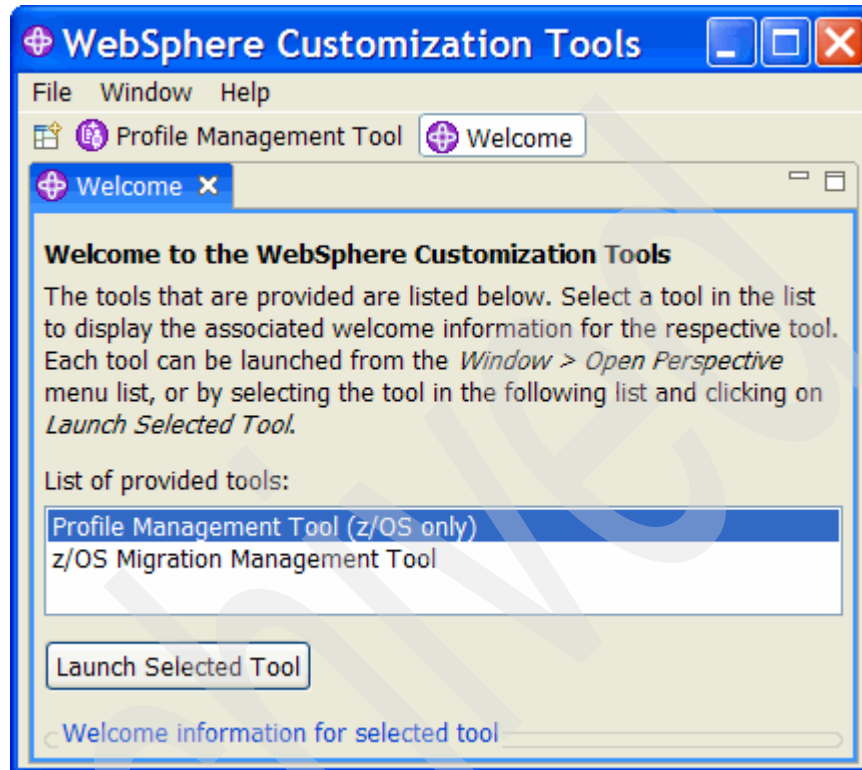 WebSphere Customization Tools
File Window Help
Profile Management Tool Welcome
Welcome
Welcome to the WebSphere Customization Tools
The tools that are provided are listed below. Select a tool in the list
to display the associated welcome information for the respective tool.
Each tool can be launched from the Window > Open Perspective
menu list, or by selecting the tool in the following list and clicking on
Launch Selected Tool.
List of provided tools:
Profile Management Tool (z/OS only)
z/OS Migration Management Tool
Launch Selected Tool
Welcome information for selected tool